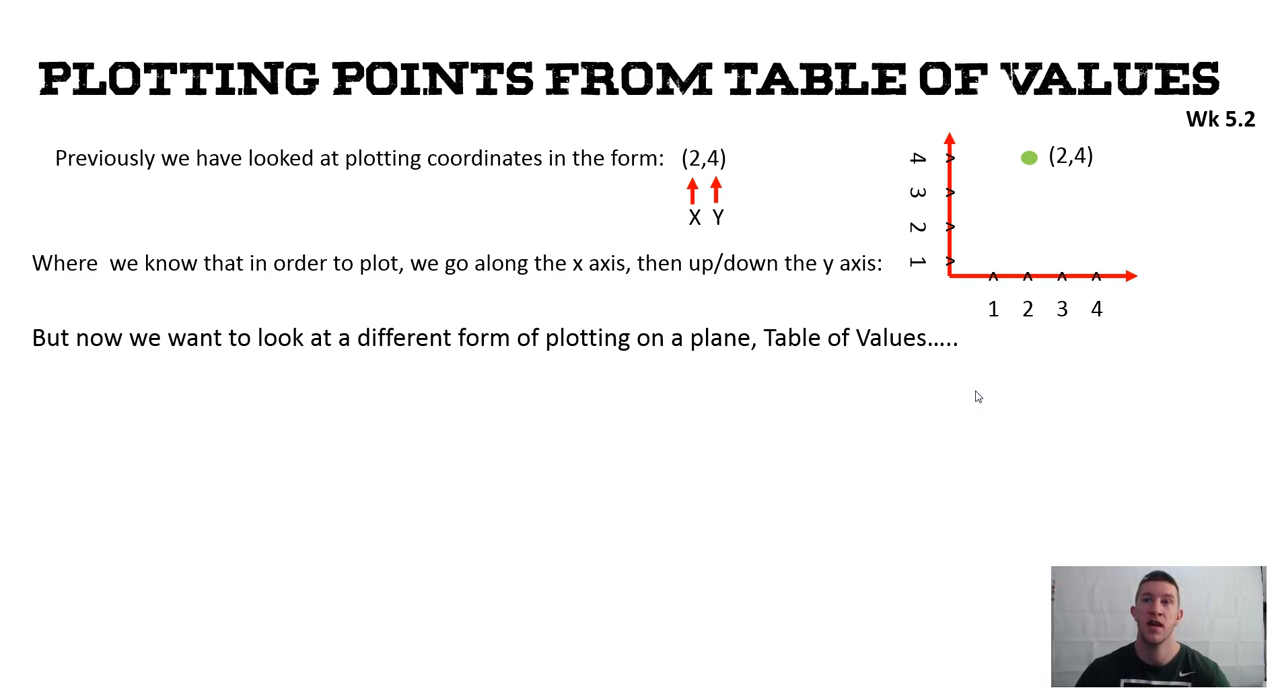 PLOTTING POINTS FROM TABLE OF VALUES
Wk 5.2
Previously we have looked at plotting coordinates in the form: (2,4)
X Y
Where we know that in order to plot, we go along the x axis, then up/down the y axis:
But now we want to look at a different form of plotting on a plane, Table of Values.....
(2,4)
4
3
2
1
1 2 3 4